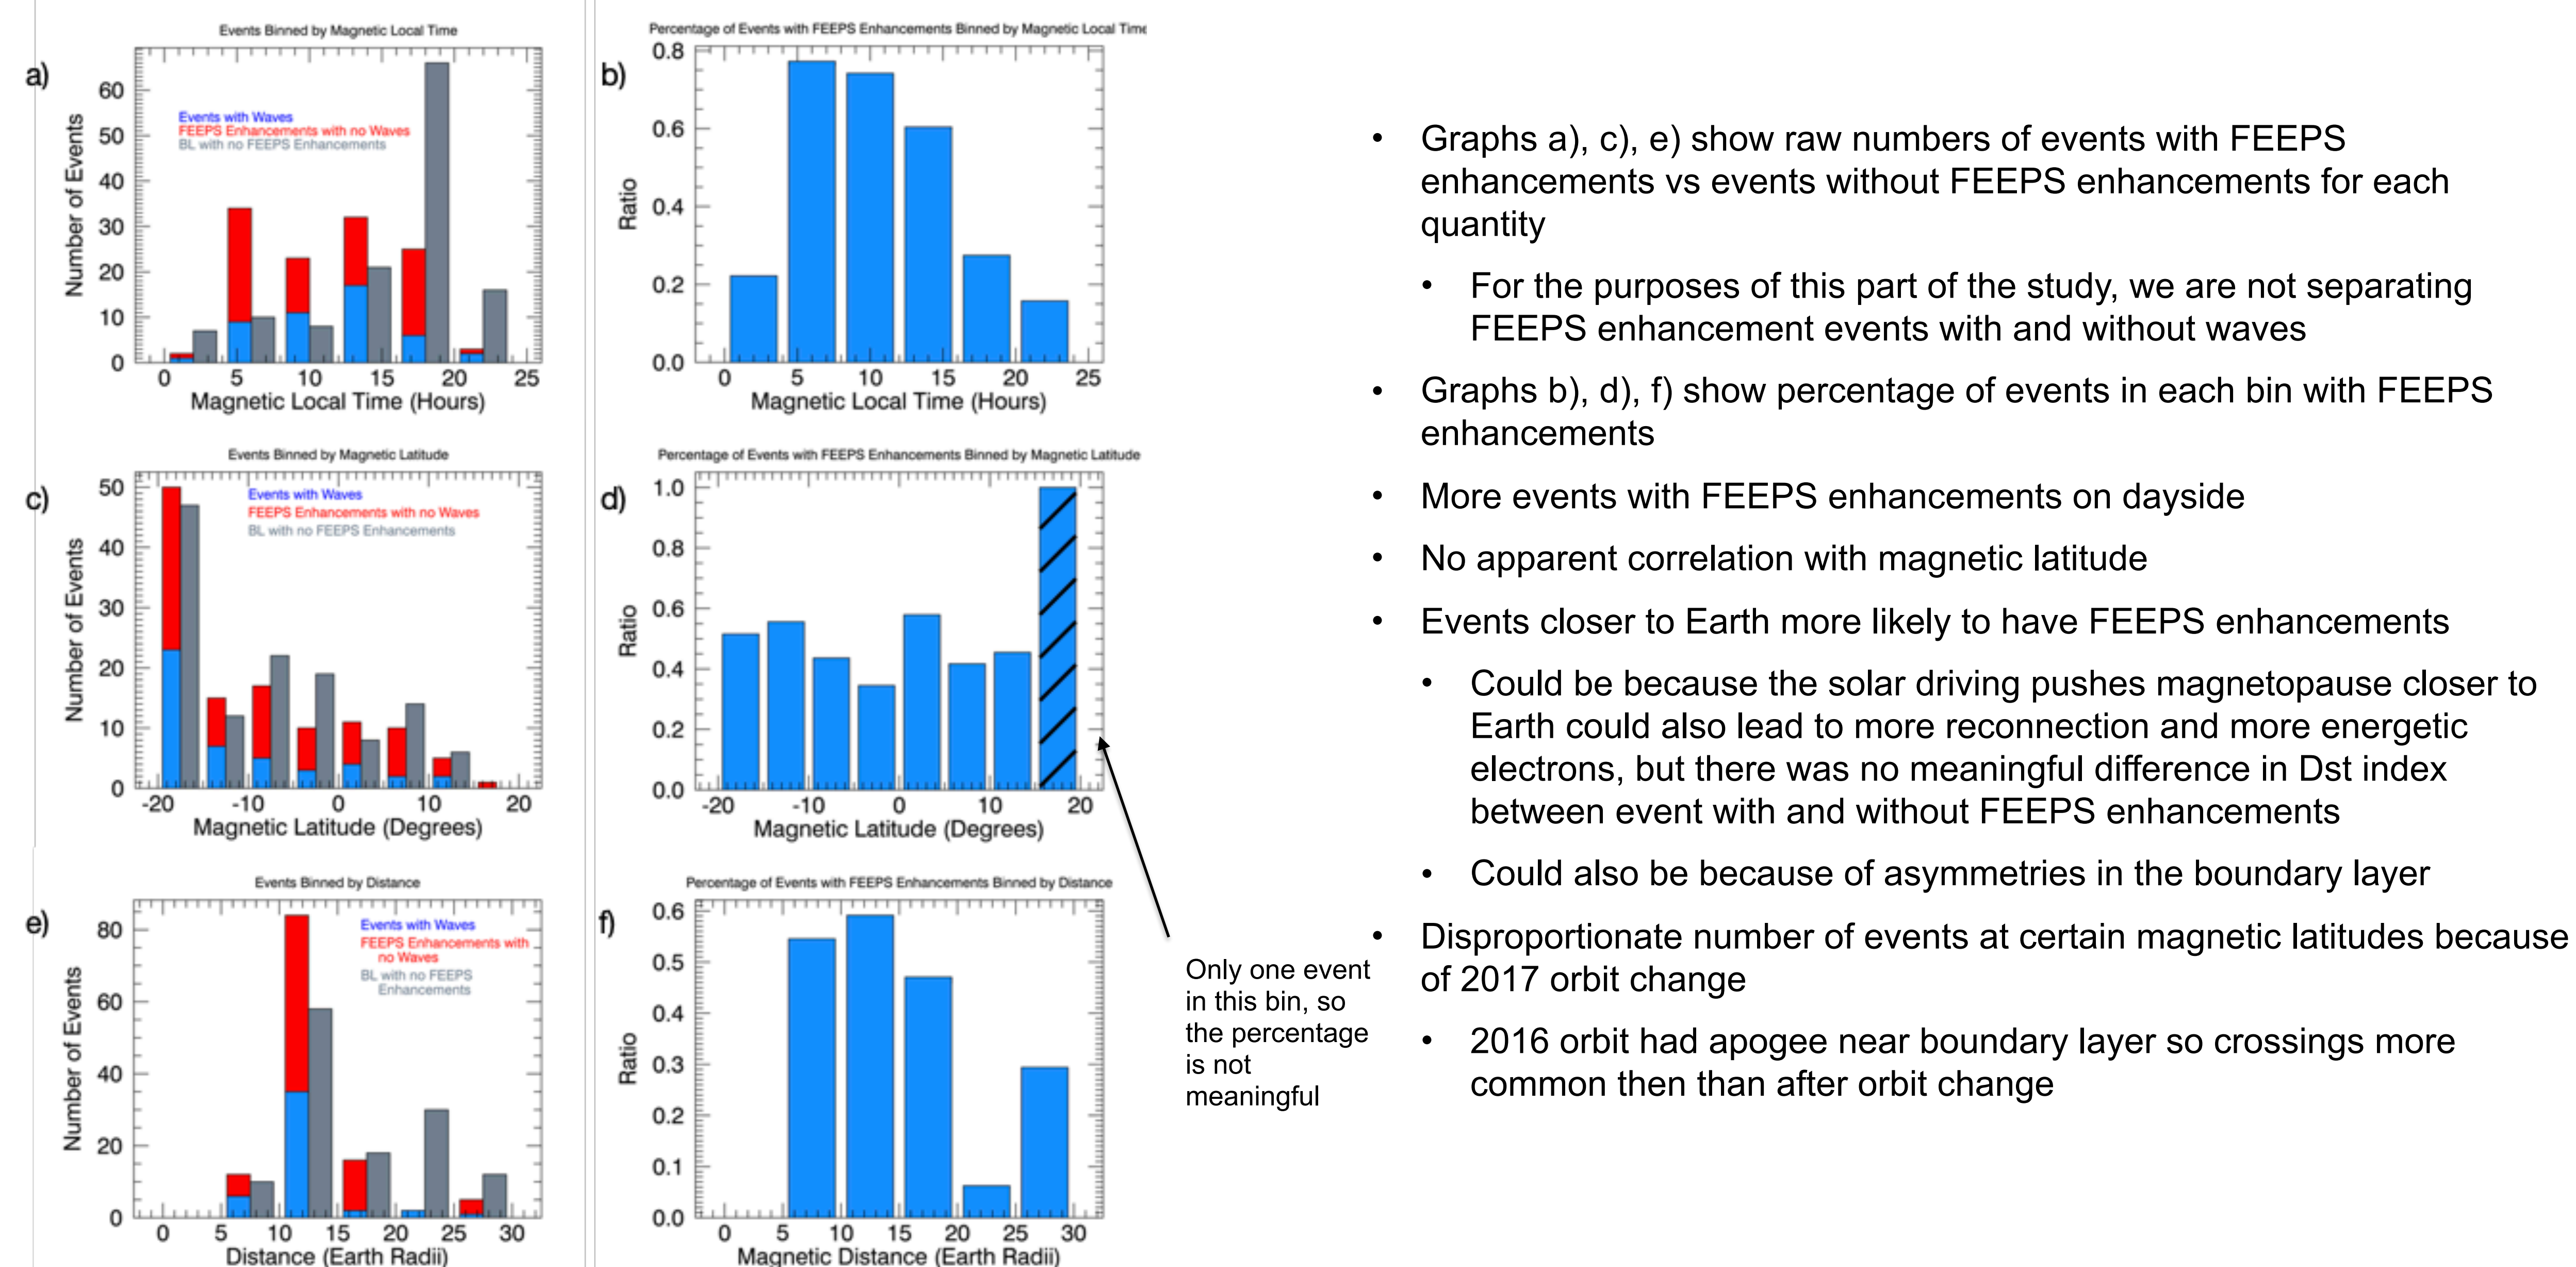 Events Binned by Magnetic Local Time
a)
60
50
40
30
20
10
0
Number of Events
Events with Waves
FEEPS Enhancements with no Waves
BL with no FEEPS Enhancements
0 5 10 15 20 25
Magnetic Local Time (Hours)
Percentage of Events with FEEPS Enhancements Binned by Magnetic Local Time
b)
0.8
0.6
0.4
0.2
0.0
Ratio
0 5 10 15 20 25
Magnetic Local Time (Hours)
Events Binned by Magnetic Latitude
c)
50
40
30
20
10
0
Number of Events
Events with Waves
FEEPS Enhancements with no Waves
BL with no FEEPS Enhancements
-20 -10 0 10 20
Magnetic Latitude (Degrees)
Percentage of Events with FEEPS Enhancements Binned by Magnetic Latitude
d)
1.0
0.8
0.6
0.4
0.2
0.0
Ratio
-20 -10 0 10 20
Magnetic Latitude (Degrees)
Events Binned by Distance
e)
80
60
40
20
0
Number of Events
Events with Waves
FEEPS Enhancements with
no Waves
BL with no FEEPS
Enhancements
0 5 10 15 20 25 30
Distance (Earth Radii)
Percentage of Events with FEEPS Enhancements Binned by Distance
f)
0.6
0.5
0.4
0.3
0.2
0.1
0.0
Ratio
0 5 10 15 20 25 30
Magnetic Distance (Earth Radii)
Only one event
in this bin, so
the percentage
is not
meaningful
• Graphs a), c), e) show raw numbers of events with FEEPS
enhancements vs events without FEEPS enhancements for each
quantity
• For the purposes of this part of the study, we are not separating
FEEPS enhancement events with and without waves
• Graphs b), d), f) show percentage of events in each bin with FEEPS
enhancements
• More events with FEEPS enhancements on dayside
• No apparent correlation with magnetic latitude
• Events closer to Earth more likely to have FEEPS enhancements
• Could be because the solar driving pushes magnetopause closer to
Earth could also lead to more reconnection and more energetic
electrons, but there was no meaningful difference in Dst index
between event with and without FEEPS enhancements
• Could also be because of asymmetries in the boundary layer
• Disproportionate number of events at certain magnetic latitudes because
of 2017 orbit change
• 2016 orbit had apogee near boundary layer so crossings more
common then than after orbit change